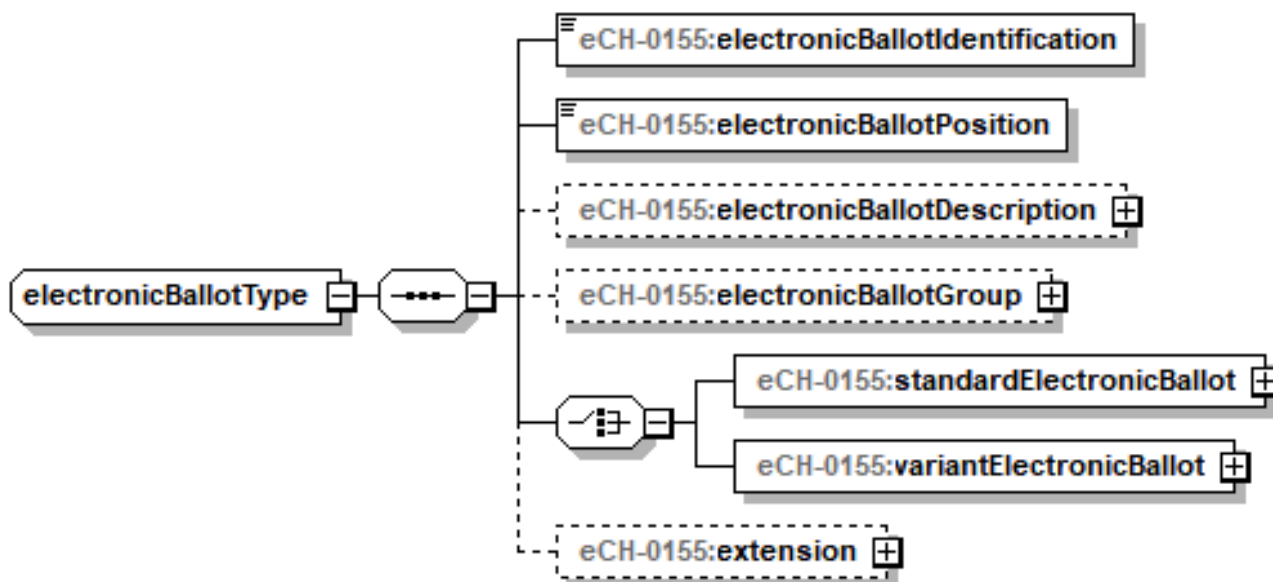 eCH-0155:electronicBallotIdentification
eCH-0155:electronicBallotPosition
eCH-0155:electronicBallotDescription
electronicBallotType
eCH-0155:electronicBallotGroup
eCH-0155:standardElectronicBallot
eCH-0155:variantElectronicBallot
eCH-0155:extension